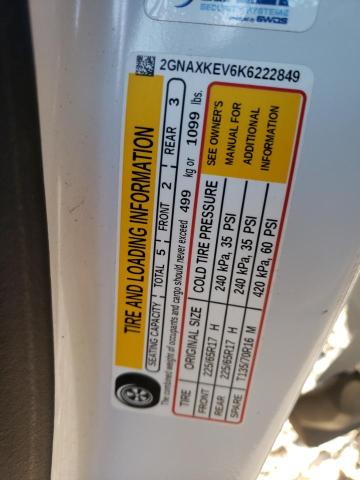 SECURITY SYSTEMS
SWDS
2GNAXKEV6K6222849
TIRE AND LOADING INFORMATION
SEATING CAPACITY TOTAL 5 FRONT 2 REAR 3
The combined weight of occupants and cargo should never exceed 499 kg or 1099 lbs.
TIRE ORIGINAL SIZE COLD TIRE PRESSURE
FRONT 225/65R17 H 240 kPa, 35 PSI
REAR 225/65R17 H 240 kPa, 35 PSI
SPARE T135/70R16 M 420 kPa, 60 PSI
SEE OWNER'S
MANUAL FOR
ADDITIONAL
INFORMATION